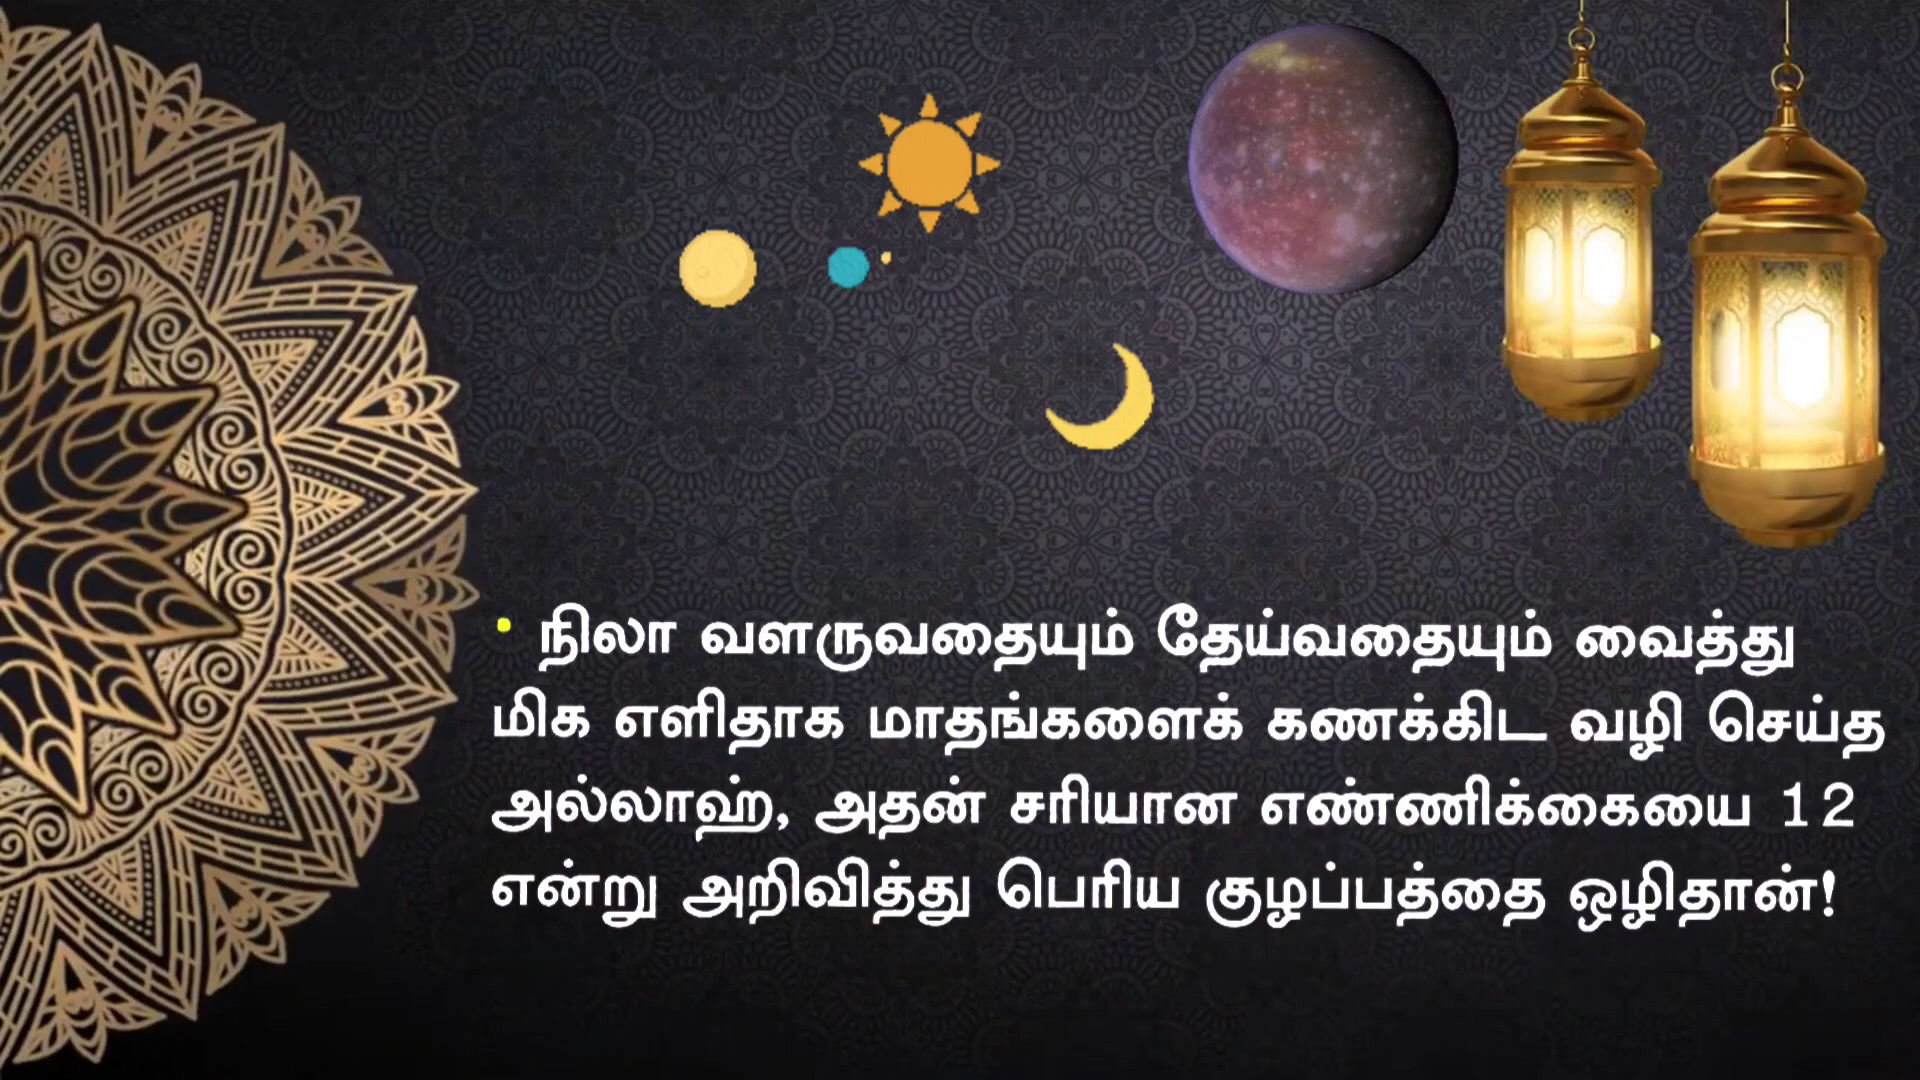 • நிலா வளருவதையும் தேய்வதையும் வைத்து
மிக எளிதாக மாதங்களைக் கணக்கிட வழி செய்த
அல்லாஹ், அதன் சரியான எண்ணிக்கையை 12
என்று அறிவித்து பெரிய குழப்பத்தை ஒழிதான்!